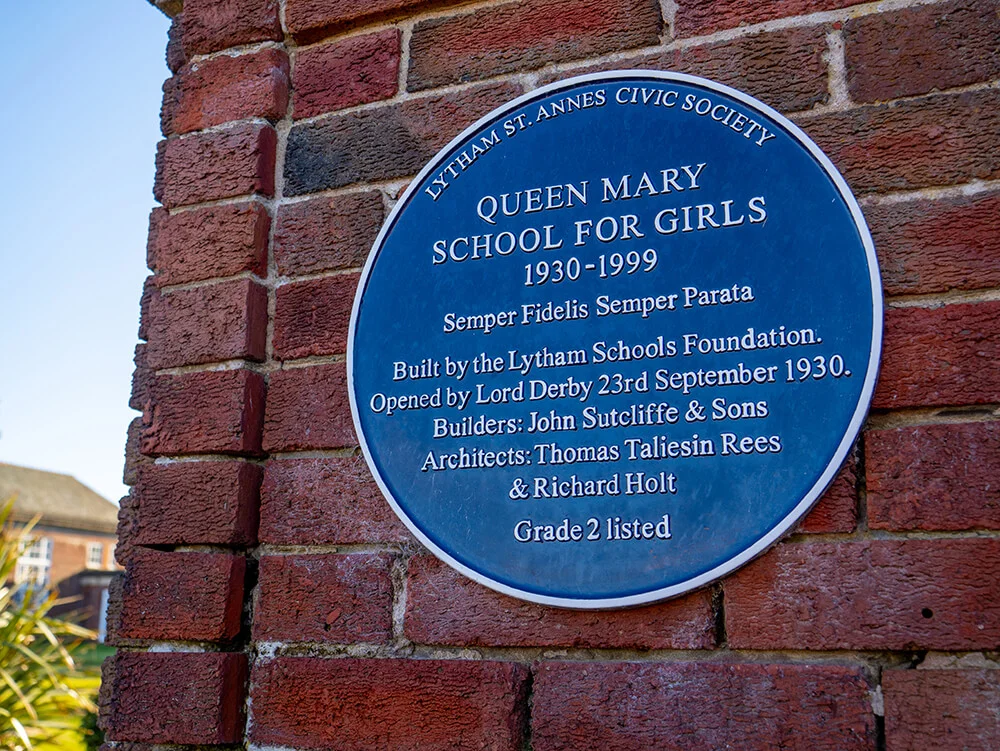 LYTHAM ST. ANNES CIVIC SOCIETY
QUEEN MARY
SCHOOL FOR GIRLS
1930-1999
Semper Fidelis Semper Parata
Built by the Lytham Schools Foundation.
Opened by Lord Derby 23rd September 1930.
Builders: John Sutcliffe & Sons
Architects: Thomas Taliesin Rees
& Richard Holt
Grade 2 listed